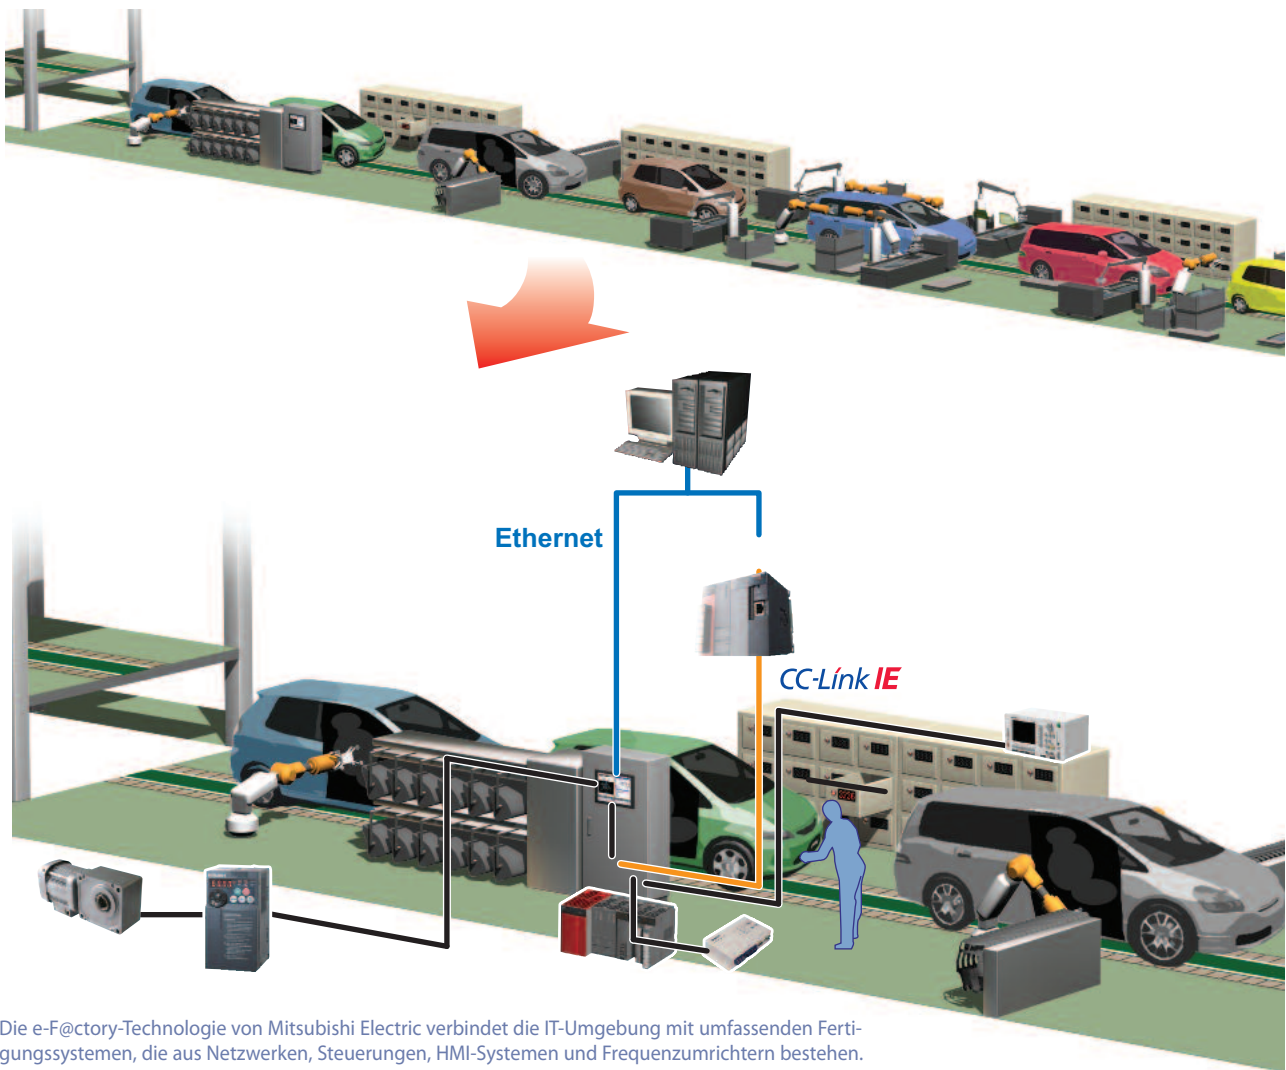 Ethernet
CC-Link IE
Die e-F@ctory-Technologie von Mitsubishi Electric verbindet die IT-Umgebung mit umfassenden Ferti-
gungssystemen, die aus Netzwerken, Steuerungen, HMI-Systemen und Frequenzumrichtern bestehen.